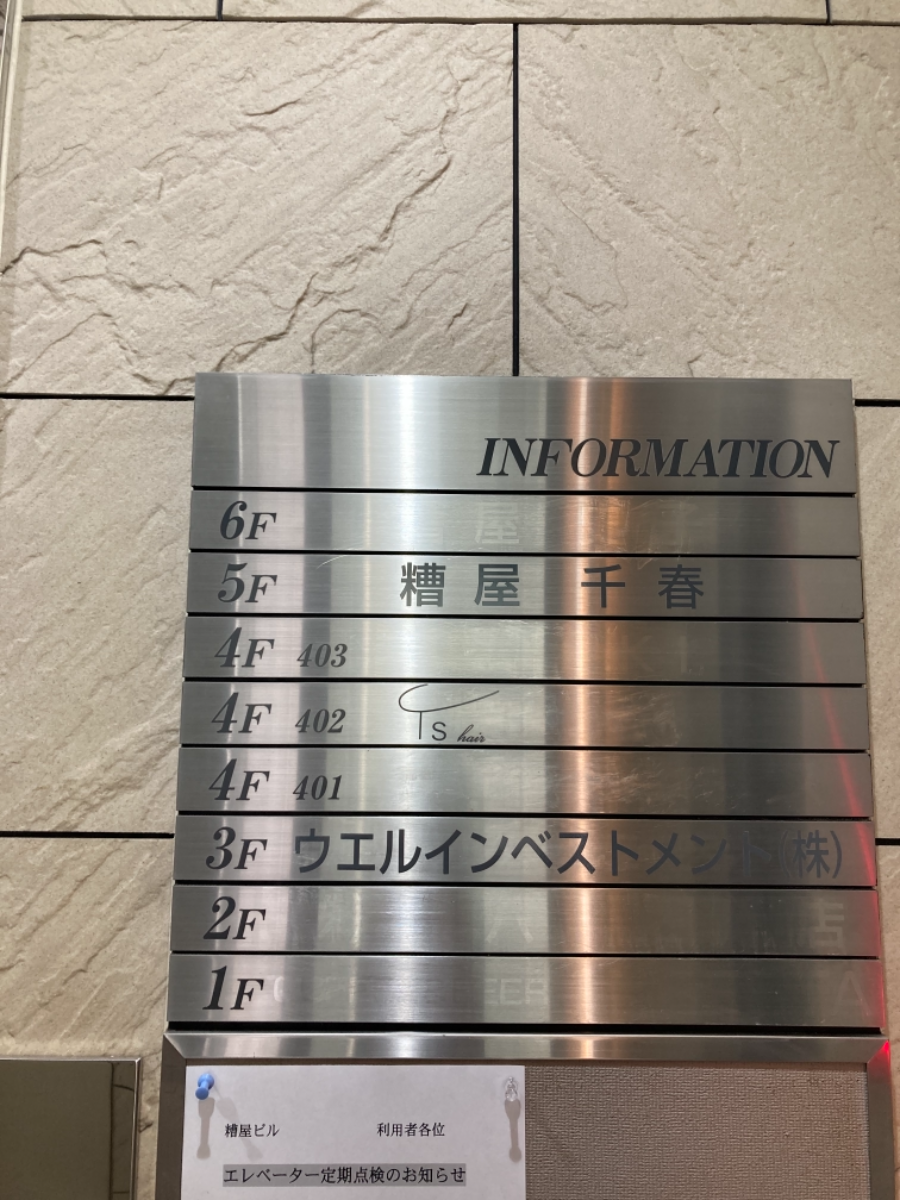 INFORMATION
6F
5F 糟屋 千春
4F 403
4F 402 Ts hair
4F 401
3F ウエルインベストメント(株)
2F
1F
糟屋ビル 利用者各位
エレベーター定期点検のお知らせ